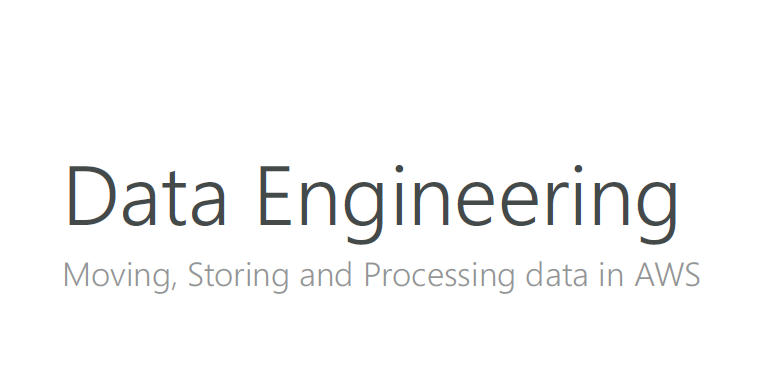 Data Engineering
Moving, Storing and Processing data in AWS